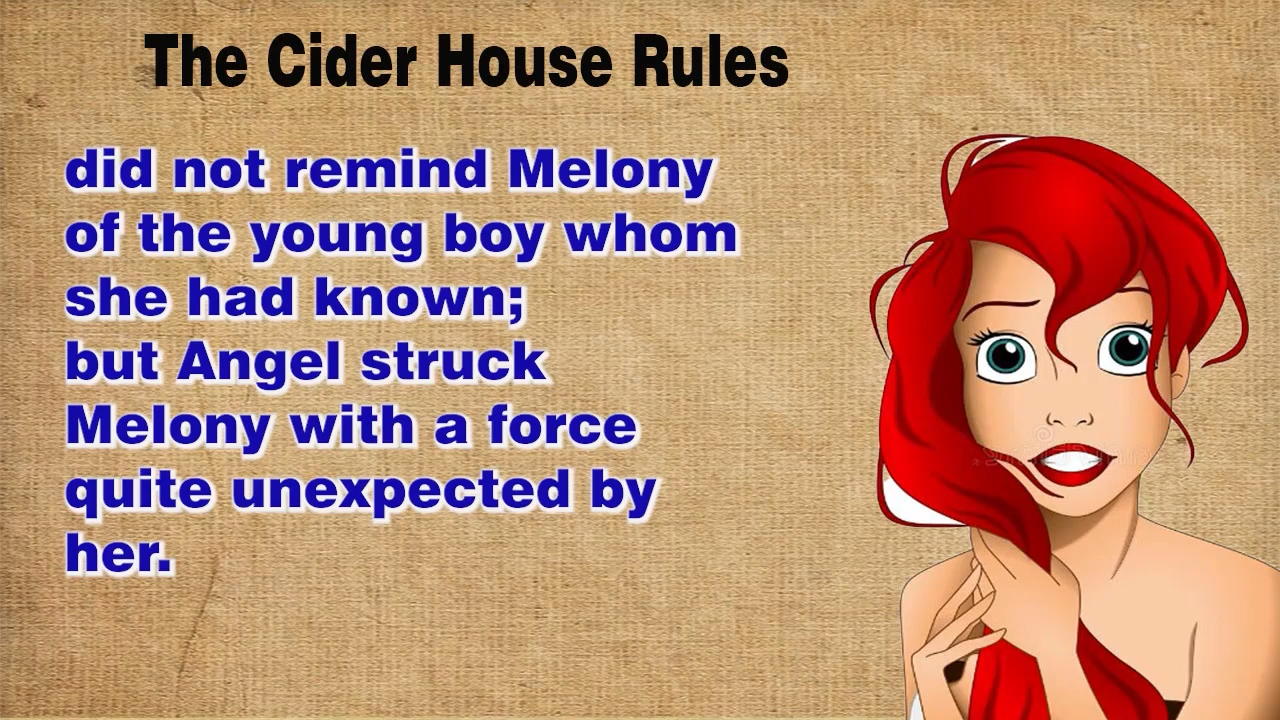 The Cider House Rules
did not remind Melony
of the young boy whom
she had known;
but Angel struck
Melony with a force
quite unexpected by
her.